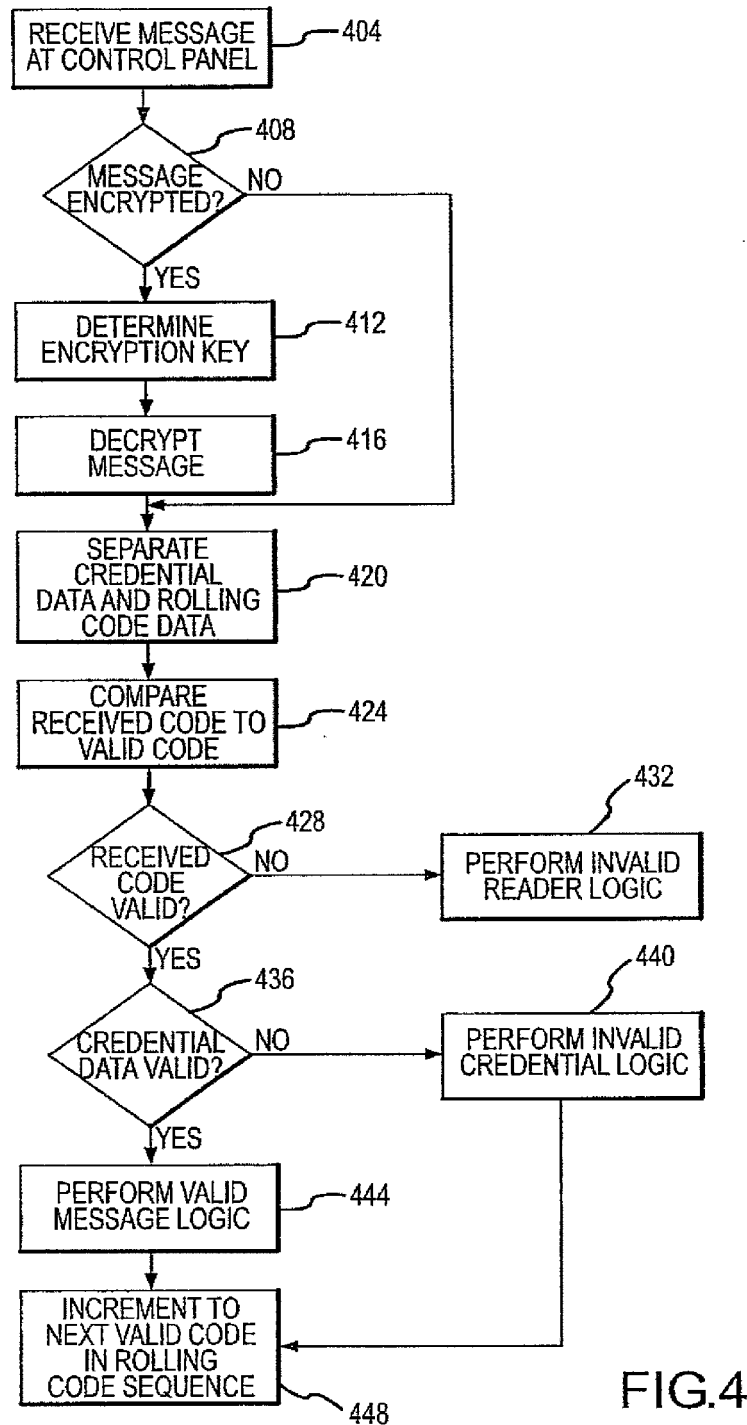 RECEIVE MESSAGE
AT CONTROL PANEL
404
408
MESSAGE
ENCRYPTED?
NO
YES
DETERMINE
ENCRYPTION KEY
412
DECRYPT
MESSAGE
416
SEPARATE
CREDENTIAL
DATA AND ROLLING
CODE DATA
420
COMPARE
RECEIVED CODE TO
VALID CODE
424
428
RECEIVED
CODE
VALID?
NO
YES
432
PERFORM INVALID
READER LOGIC
436
CREDENTIAL
DATA VALID?
NO
YES
440
PERFORM INVALID
CREDENTIAL LOGIC
PERFORM VALID
MESSAGE LOGIC
444
INCREMENT TO
NEXT VALID CODE
IN ROLLING
CODE SEQUENCE
448
FIG.4